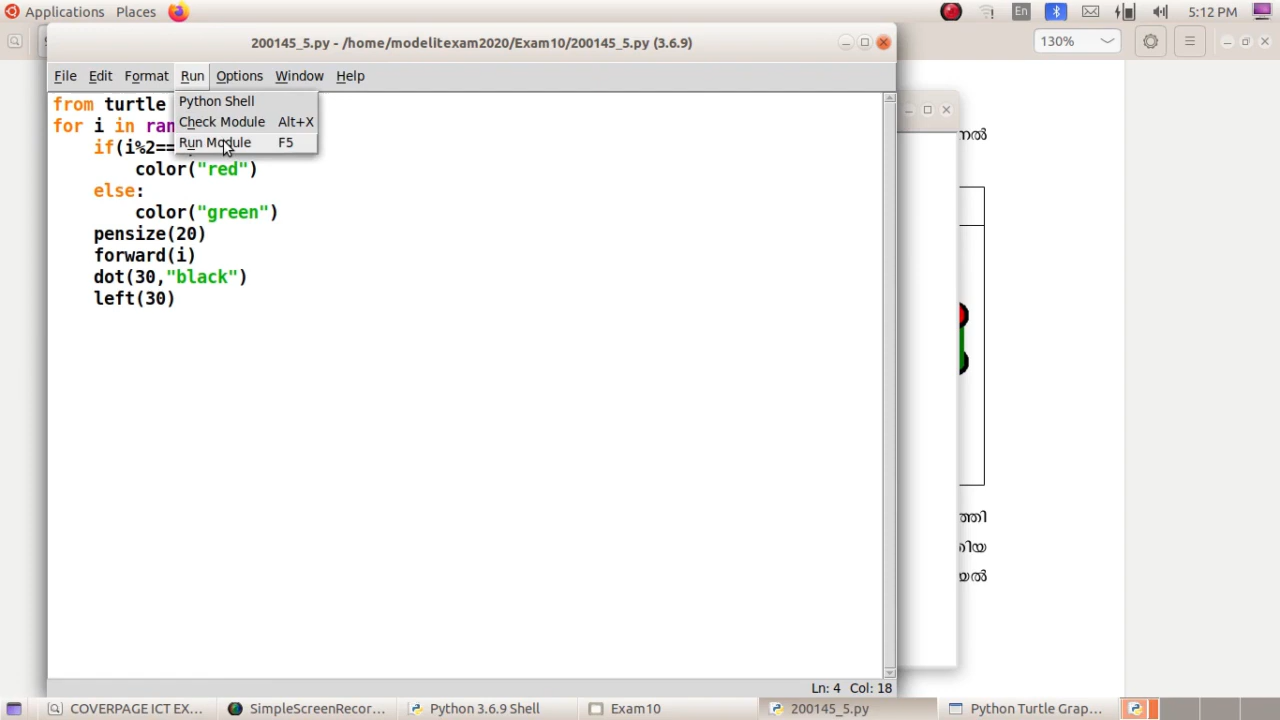 Applications Places
En
5:12 PM
130%
200145_5.py - /home/modelitexam2020/Exam10/200145_5.py (3.6.9)
File Edit Format Run Options Window Help
Python Shell
Check Module Alt+X
Run Module F5
from turtle
for i in ran
if(i%2==
color("red")
else:
color("green")
pensize(20)
forward(i)
dot(30,"black")
left(30)
Ln: 4 Col: 18
COVERPAGE ICT EX... SimpleScreenRecor... Python 3.6.9 Shell Exam10 200145_5.py Python Turtle Grap...